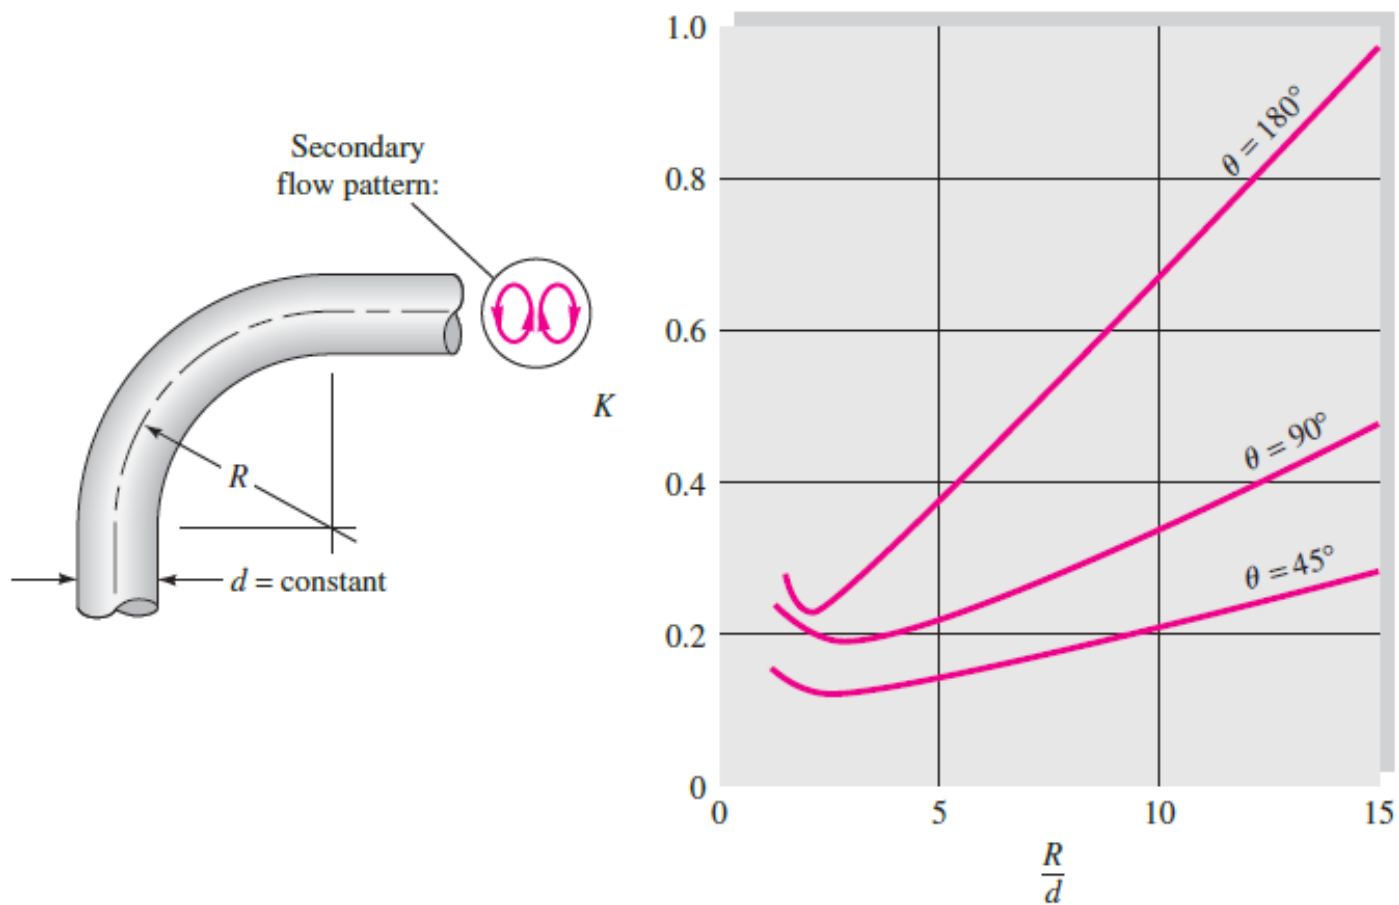 Secondary
flow pattern:
R
d = constant
K
1.0
0.8
0.6
0.4
0.2
0
θ = 180°
θ = 90°
θ = 45°
0
5
10
15
R
d